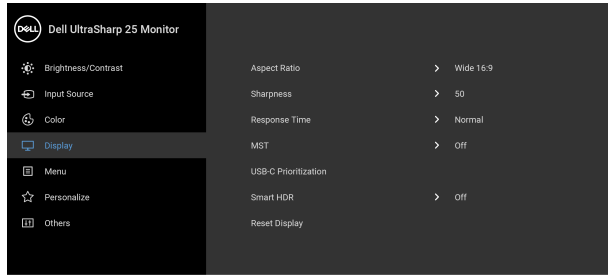 DELL Dell UltraSharp 25 Monitor
Brightness/Contrast
Input Source
Color
Display
Menu
Personalize
Others
Aspect Ratio Wide 16:9
Sharpness 50
Response Time Normal
MST Off
USB-C Prioritization
Smart HDR Off
Reset Display